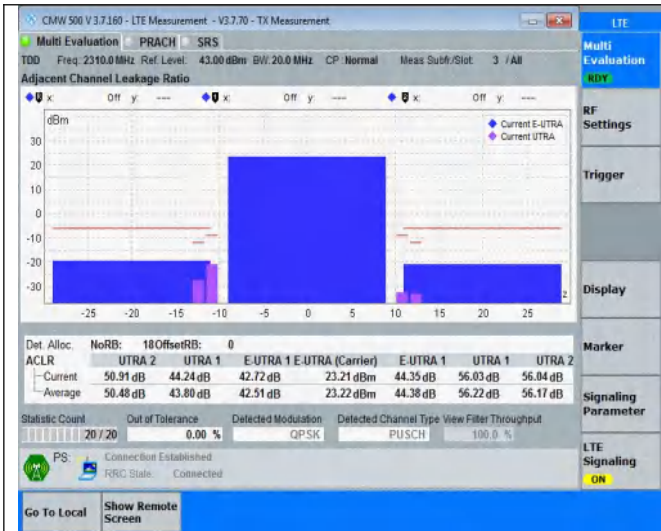 CMW 500 V 3.7.160 - LTE Measurement - V3.7.70 - TX Measurement
LTE
Multi Evaluation PRACH SRS
TDD Freq: 2310.0 MHz Ref. Level: 43.00 dBm BW: 20.0 MHz CP: Normal Meas Subfr./Slot: 3 / All
Adjacent Channel Leakage Ratio
x: Off y: --- x: Off y: --- x: Off y: ---
dBm
Current E-UTRA
Current UTRA
30
20
10
0
-10
-20
-30
-25 -20 -15 -10 -5 0 5 10 15 20 25
Det. Alloc. NoRB: 18 OffsetRB: 0
ACLR UTRA 2 UTRA 1 E-UTRA 1 E-UTRA (Carrier) E-UTRA 1 UTRA 1 UTRA 2
Current 50.91 dB 44.24 dB 42.72 dB 23.21 dBm 44.35 dB 56.03 dB 56.04 dB
Average 50.48 dB 43.80 dB 42.51 dB 23.22 dBm 44.38 dB 56.22 dB 56.17 dB
Statistic Count Out of Tolerance Detected Modulation Detected Channel Type View Filter Throughput
20 / 20 0.00 % QPSK PUSCH 100.0 %
PS: Connection Established
RRC State: Connected
Multi
Evaluation
RDY
RF
Settings
Trigger
Display
Marker
Signaling
Parameter
LTE
Signaling
ON
Go To Local
Show Remote
Screen